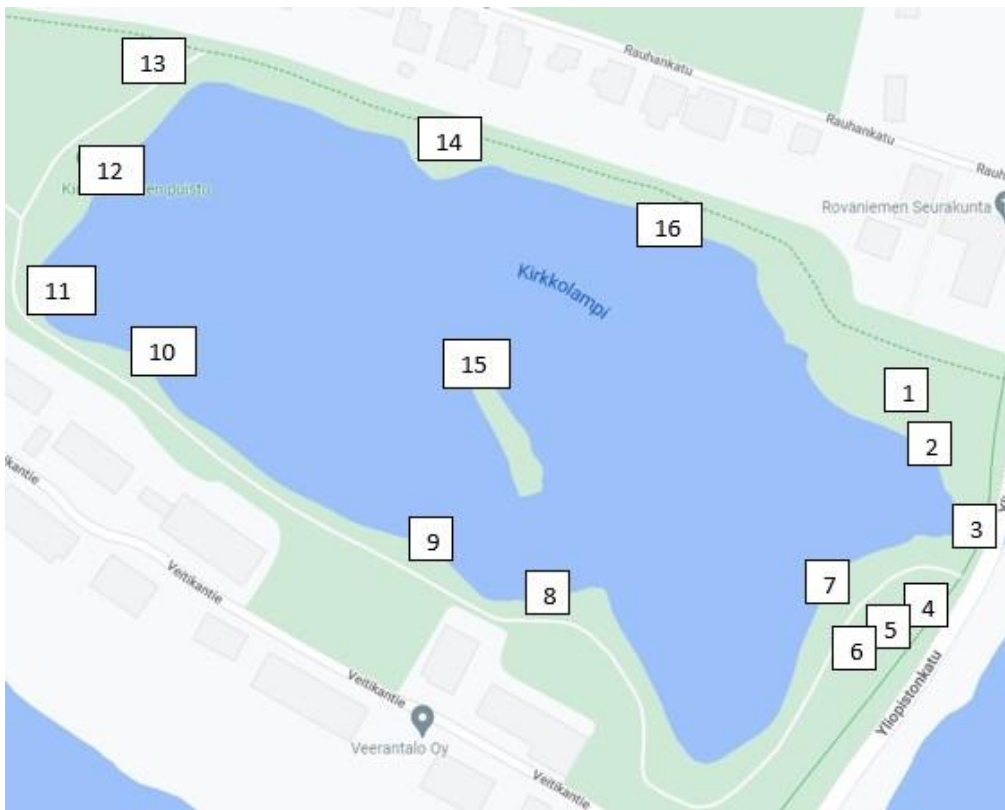 13
Rauhankatu
14
Rauhankatu
12
Rauh
puisto
Rovaniemen Seurakunta
16
Kirkkolampi
11
10
15
1
2
3
9
7
8
4
5
6
Veitikantie
Veitikantie
Yliopistonkatu
Veerantalo Oy
Veitikantie